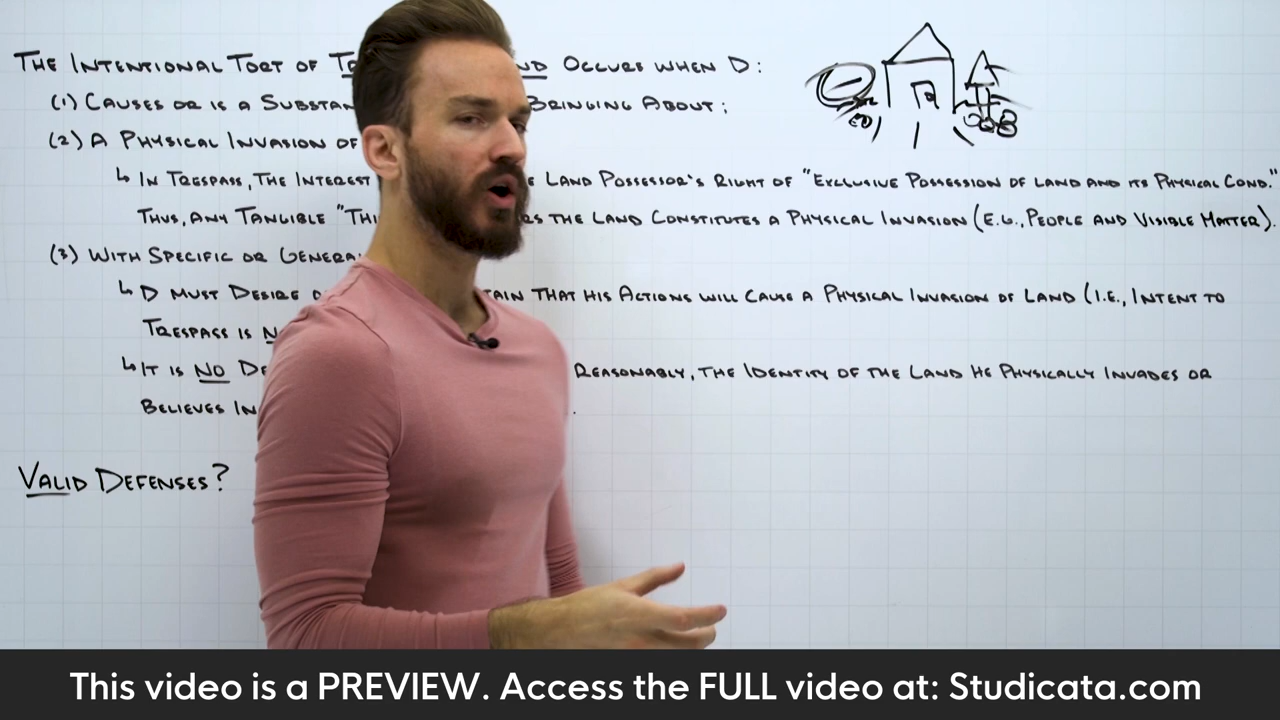 THE INTENTIONAL TORT OF T ND OCCURS WHEN D:
(1) CAUSES OR IS A SUBSTAN BRINGING ABOUT:
(2) A PHYSICAL INVASION OF
↳ IN TRESPASS, THE INTEREST LAND POSSESSOR'S RIGHT OF "EXCLUSIVE POSSESSION OF LAND AND ITS PHYSICAL COND."
THUS, ANY TANGIBLE "THI THE LAND CONSTITUTES A PHYSICAL INVASION (E.G., PEOPLE AND VISIBLE MATTER).
(3) WITH SPECIFIC OR GENERA
↳ D MUST DESIRE TAIN THAT HIS ACTIONS WILL CAUSE A PHYSICAL INVASION OF LAND (I.E., INTENT TO
TRESPASS IS N
↳ IT IS NO DE REASONABLY, THE IDENTITY OF THE LAND HE PHYSICALLY INVADES OR
BELIEVES IN
VALID DEFENSES?
This video is a PREVIEW. Access the FULL video at: Studicata.com